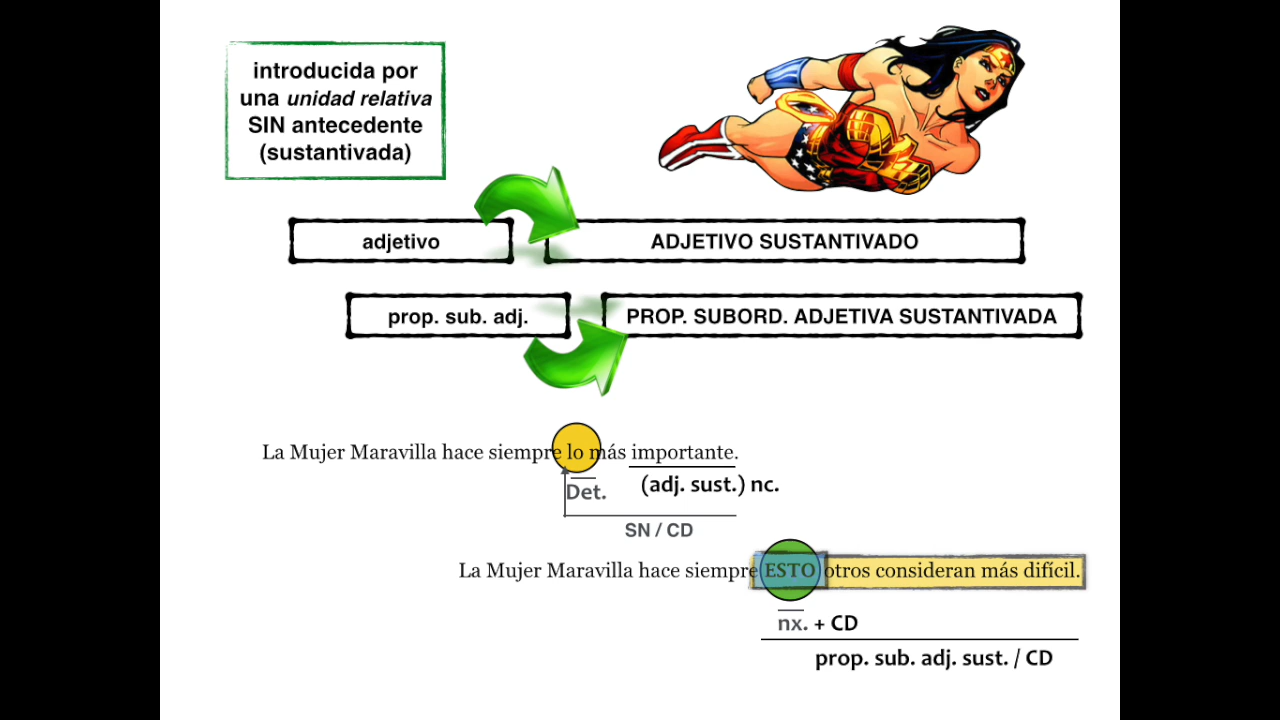 introducida por
una unidad relativa
SIN antecedente
(sustantivada)
adjetivo
ADJETIVO SUSTANTIVADO
prop. sub. adj.
PROP. SUBORD. ADJETIVA SUSTANTIVADA
La Mujer Maravilla hace siempre lo más importante.
Det.
(adj. sust.) nc.
SN / CD
La Mujer Maravilla hace siempre ESTO otros consideran más difícil.
nx. + CD
prop. sub. adj. sust. / CD